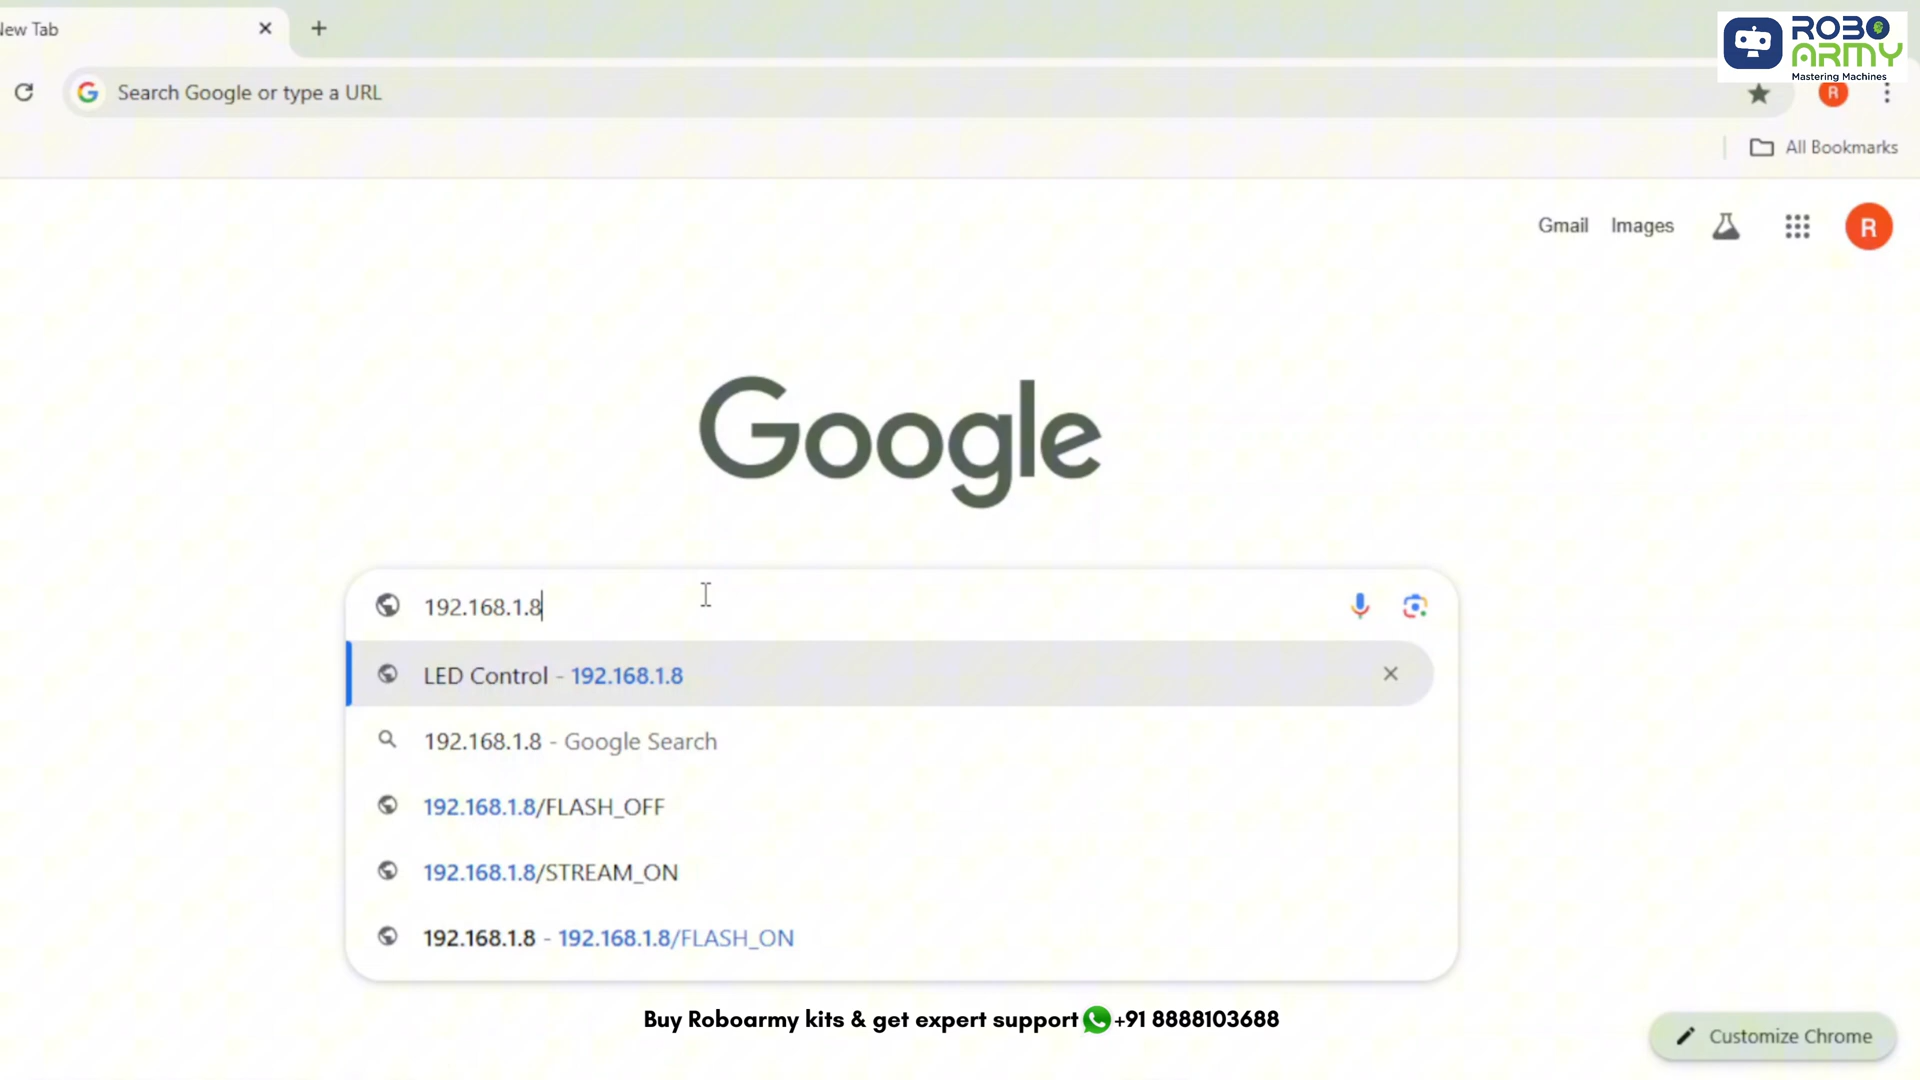 New Tab
ROBO
ARMY
Mastering Machines
Search Google or type a URL
R
All Bookmarks
Gmail
Images
R
Google
192.168.1.8
LED Control - 192.168.1.8
192.168.1.8 - Google Search
192.168.1.8/FLASH_OFF
192.168.1.8/STREAM_ON
192.168.1.8 - 192.168.1.8/FLASH_ON
Buy Roboarmy kits & get expert support +91 8888103688
Customize Chrome